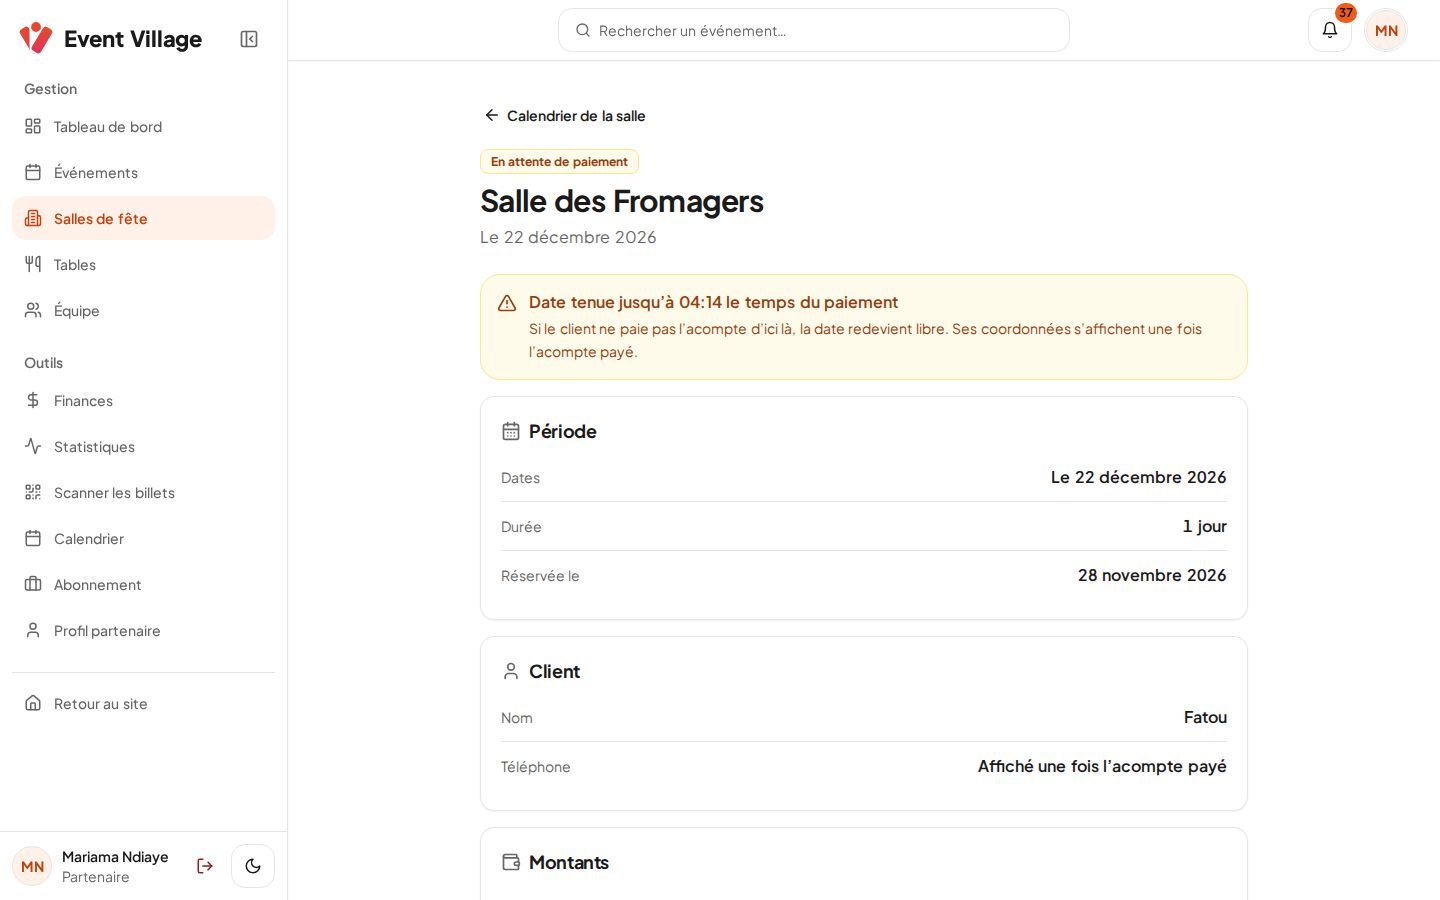 Event Village
Gestion
Tableau de bord
Événements
Salles de fête
Tables
Équipe
Outils
Finances
Statistiques
Scanner les billets
Calendrier
Abonnement
Profil partenaire
Retour au site
MN
Mariama Ndiaye
Partenaire
Rechercher un événement…
37
MN
Calendrier de la salle
En attente de paiement
Salle des Fromagers
Le 22 décembre 2026
Date tenue jusqu’à 04:14 le temps du paiement
Si le client ne paie pas l’acompte d’ici là, la date redevient libre. Ses coordonnées s’affichent une fois
l’acompte payé.
Période
Dates
Le 22 décembre 2026
Durée
1 jour
Réservée le
28 novembre 2026
Client
Nom
Fatou
Téléphone
Affiché une fois l’acompte payé
Montants